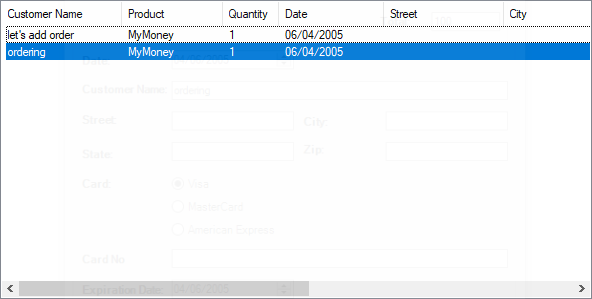 Customer Name Product Quantity Date Street City
let's add order MyMoney 1 06/04/2005
ordering MyMoney 1 06/04/2005
Date:
Customer Name: ordering
Street: City:
State: Zip:
Card: Visa
MasterCard
American Express
Card No
Expiration Date: 04/06/2005